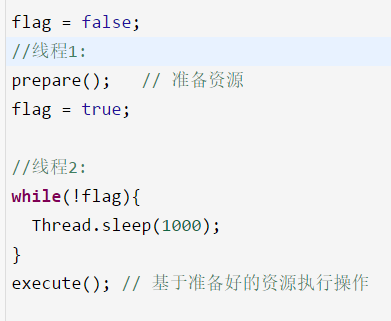 flag = false;
//线程1:
prepare();   // 准备资源
flag = true;

//线程2:
while(!flag){
  Thread.sleep(1000);
}
execute(); // 基于准备好的资源执行操作